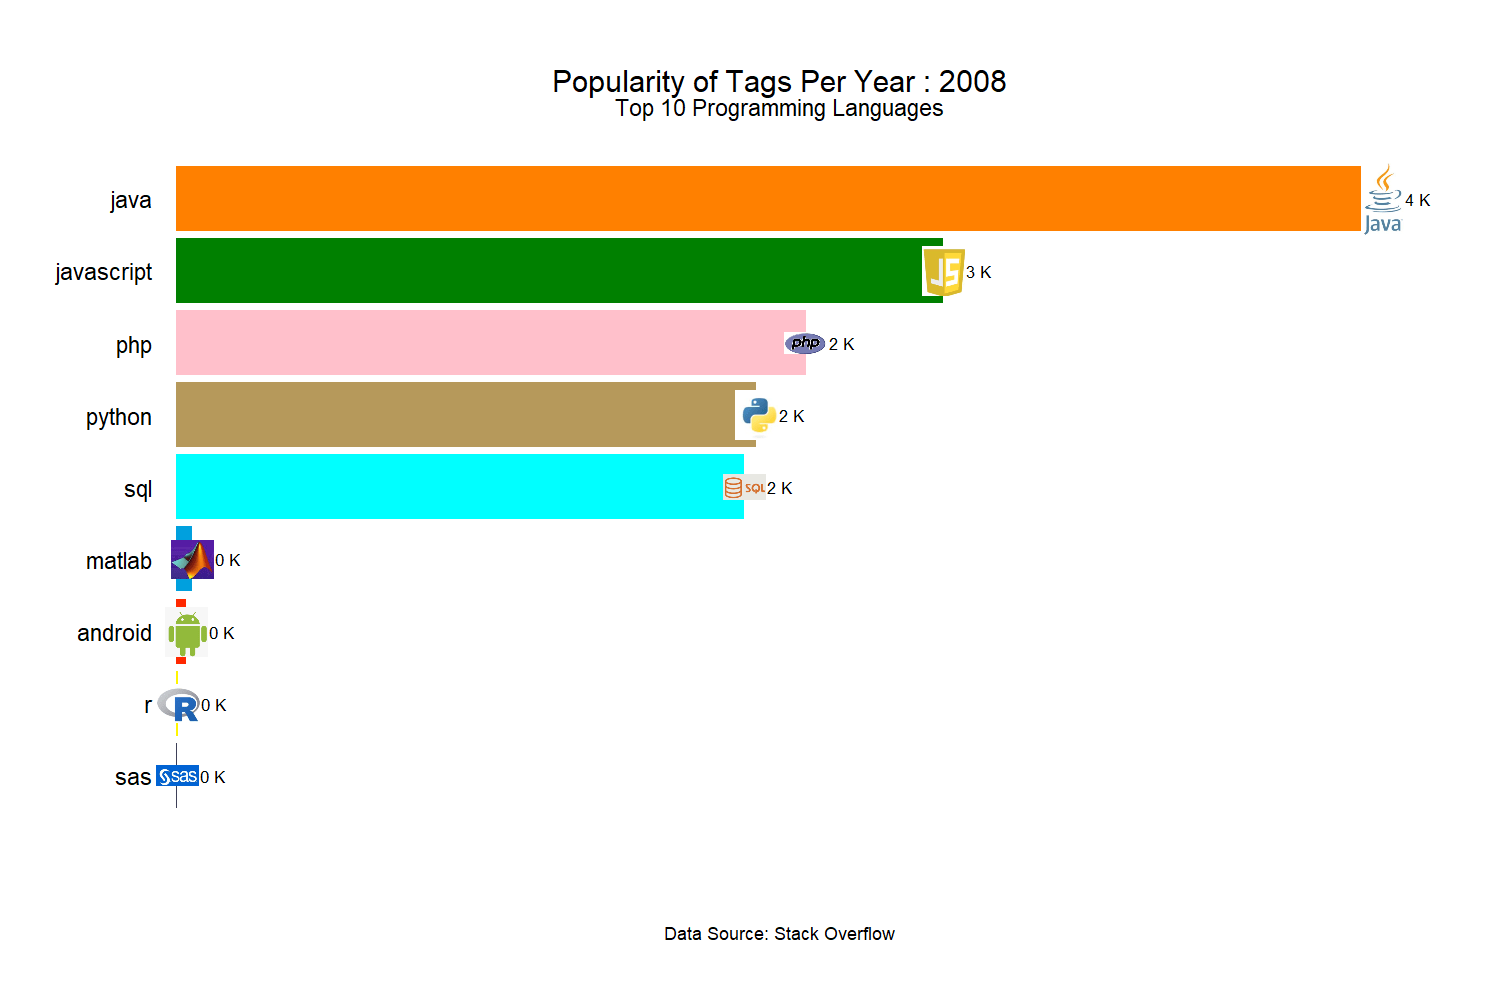 Popularity of Tags Per Year : 2008
Top 10 Programming Languages
java Java 4 K
javascript JS 3 K
php php 2 K
python 2 K
sql SQL 2 K
matlab 0 K
android 0 K
r R 0 K
sas sas 0 K
Data Source: Stack Overflow